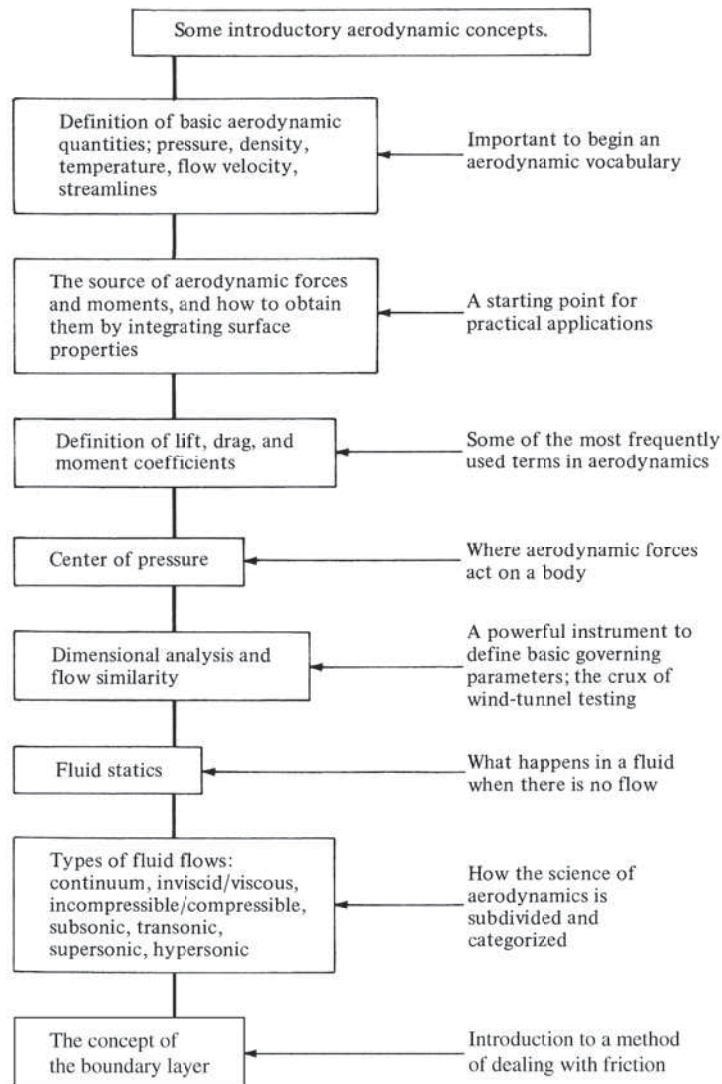 Some introductory aerodynamic concepts.
Definition of basic aerodynamic
quantities; pressure, density,
temperature, flow velocity,
streamlines
Important to begin an
aerodynamic vocabulary
The source of aerodynamic forces
and moments, and how to obtain
them by integrating surface
properties
A starting point for
practical applications
Definition of lift, drag, and
moment coefficients
Some of the most frequently
used terms in aerodynamics
Center of pressure
Where aerodynamic forces
act on a body
Dimensional analysis and
flow similarity
A powerful instrument to
define basic governing
parameters; the crux of
wind-tunnel testing
Fluid statics
What happens in a fluid
when there is no flow
Types of fluid flows:
continuum, inviscid/viscous,
incompressible/compressible,
subsonic, transonic,
supersonic, hypersonic
How the science of
aerodynamics is
subdivided and
categorized
The concept of
the boundary layer
Introduction to a method
of dealing with friction